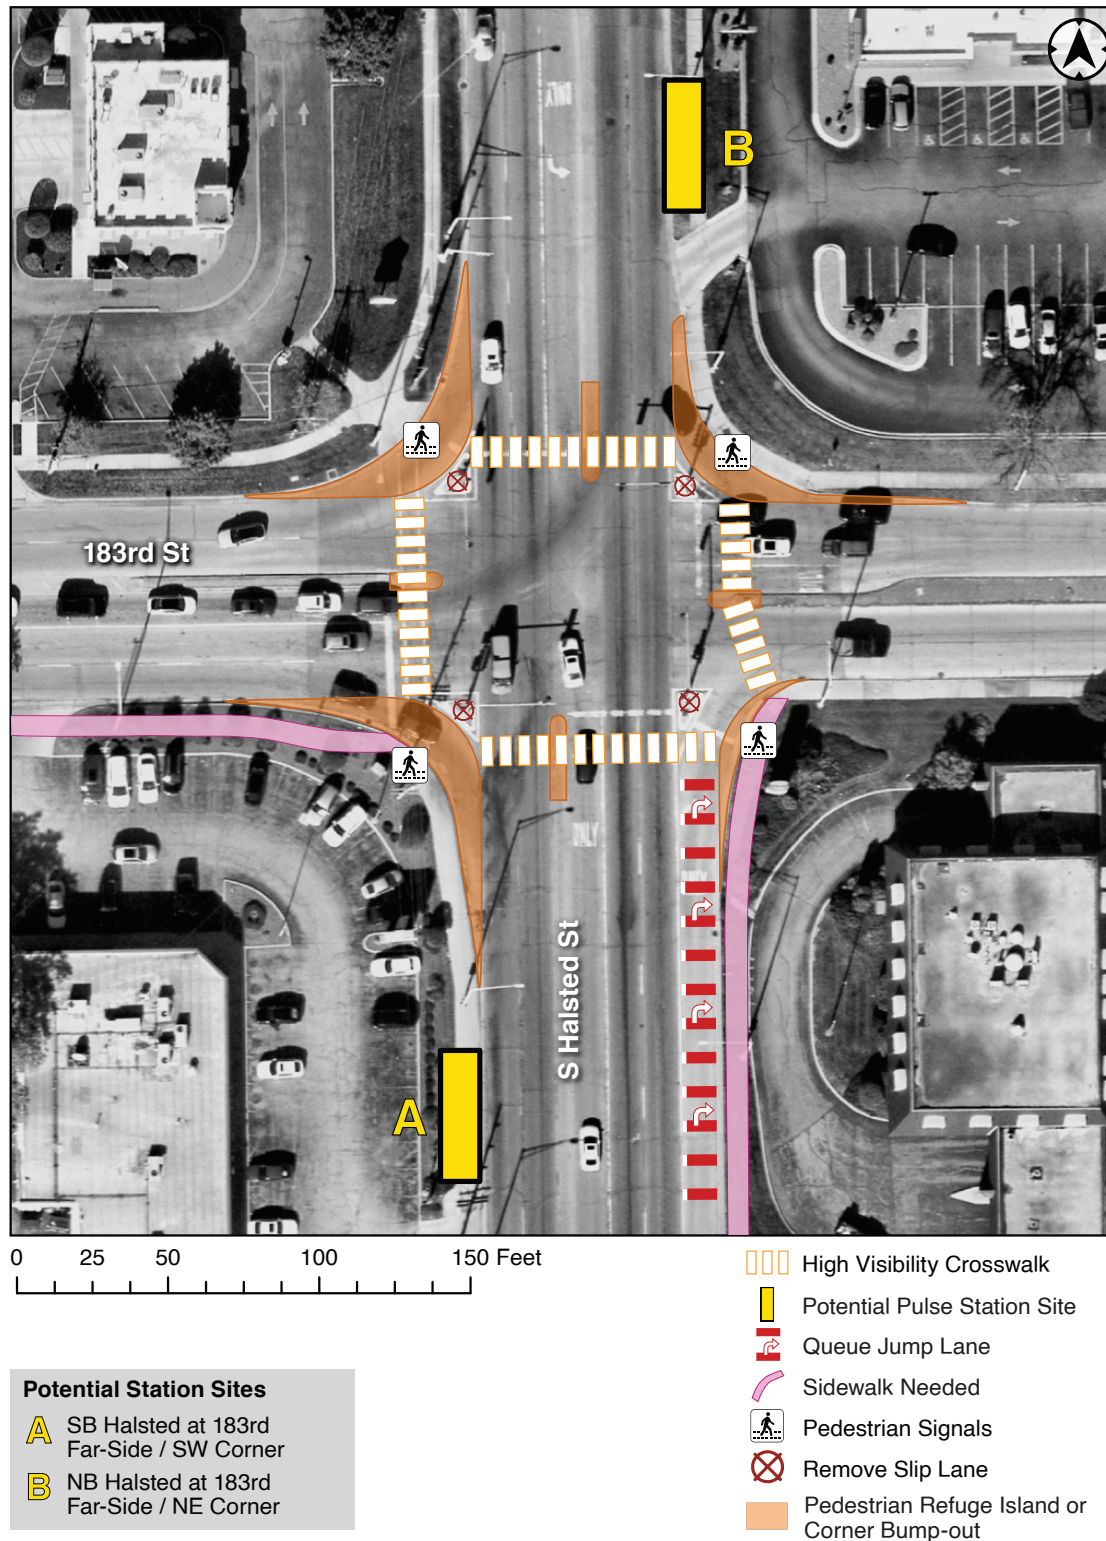 B
183rd St
S Halsted St
A
0 25 50 100 150 Feet
High Visibility Crosswalk
Potential Pulse Station Site
Queue Jump Lane
Sidewalk Needed
Pedestrian Signals
Remove Slip Lane
Pedestrian Refuge Island or
Corner Bump-out
Potential Station Sites
A SB Halsted at 183rd
Far-Side / SW Corner
B NB Halsted at 183rd
Far-Side / NE Corner
ONLY